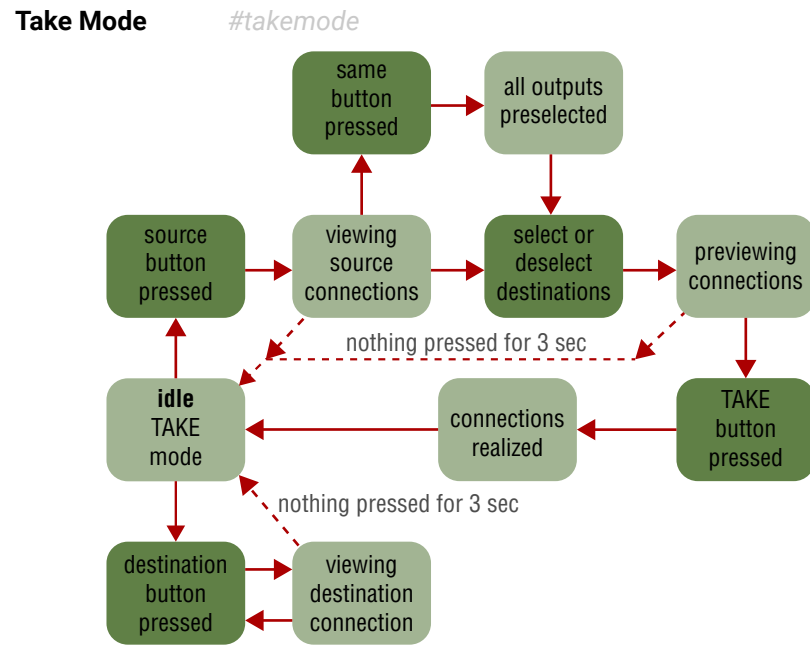 Take Mode #takemode
same
button
pressed
all outputs
preselected
source
button
pressed
viewing
source
connections
select or
deselect
destinations
previewing
connections
nothing pressed for 3 sec
idle
TAKE
mode
connections
realized
TAKE
button
pressed
nothing pressed for 3 sec
destination
button
pressed
viewing
destination
connection